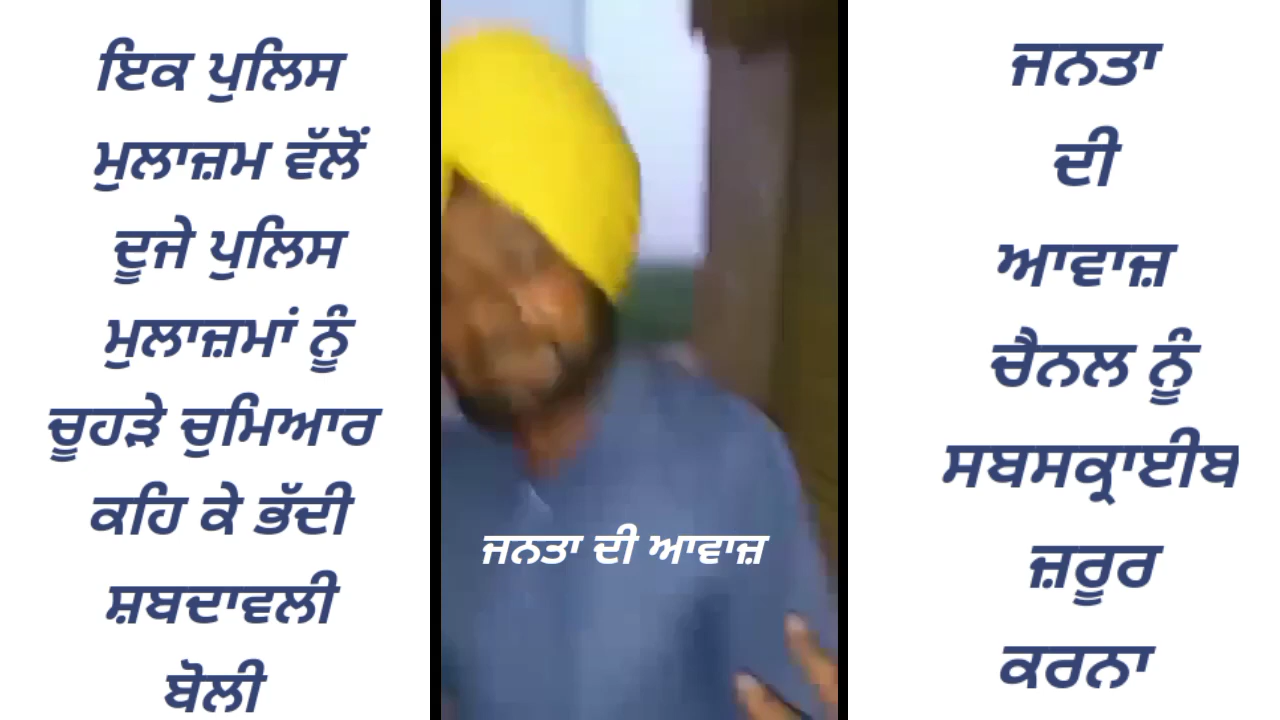 ਇਕ ਪੁਲਿਸ
ਮੁਲਾਜ਼ਮ ਵੱਲੋਂ
ਦੂਜੇ ਪੁਲਿਸ
ਮੁਲਾਜ਼ਮਾਂ ਨੂੰ
ਚੂਹੜੇ ਚੁਮਿਆਰ
ਕਹਿ ਕੇ ਭੱਦੀ
ਸ਼ਬਦਾਵਲੀ
ਬੋਲੀ
ਜਨਤਾ ਦੀ ਆਵਾਜ਼
ਜਨਤਾ
ਦੀ
ਆਵਾਜ਼
ਚੈਨਲ ਨੂੰ
ਸਬਸਕ੍ਰਾਈਬ
ਜ਼ਰੂਰ
ਕਰਨਾ